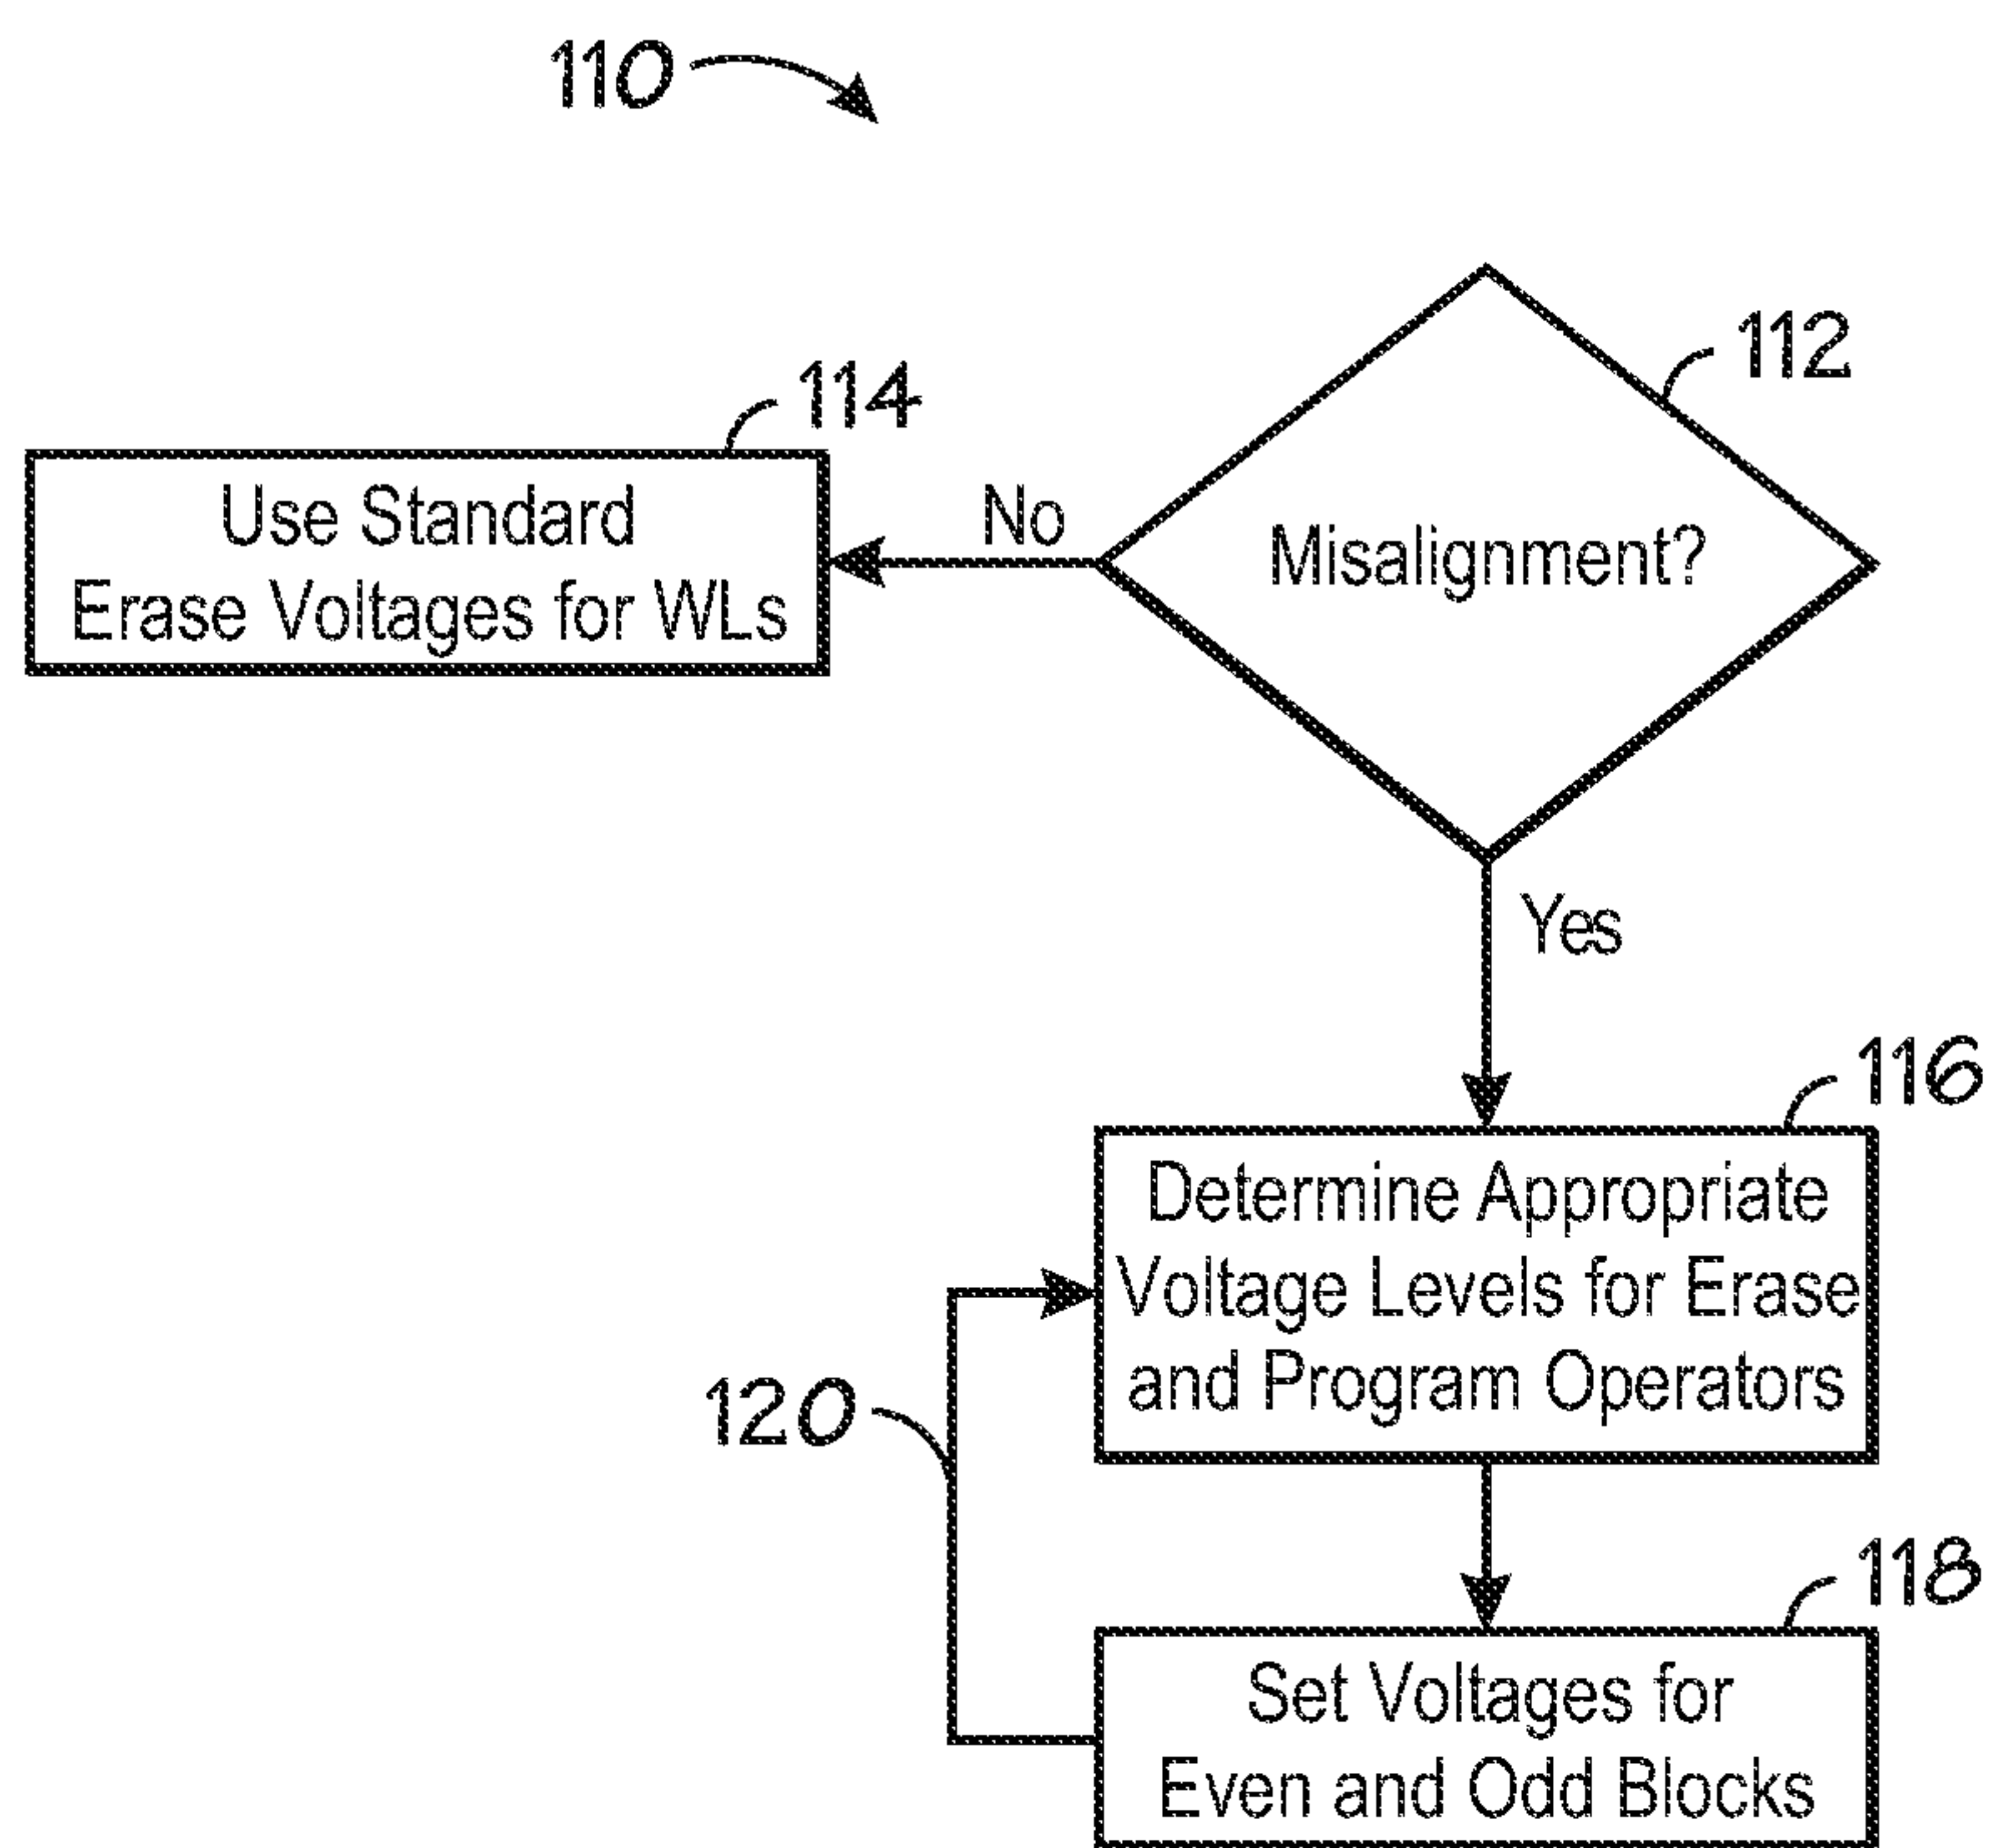 110
112
114
Use Standard
Erase Voltages for WLs
No
Misalignment?
Yes
116
Determine Appropriate
Voltage Levels for Erase
and Program Operators
120
118
Set Voltages for
Even and Odd Blocks